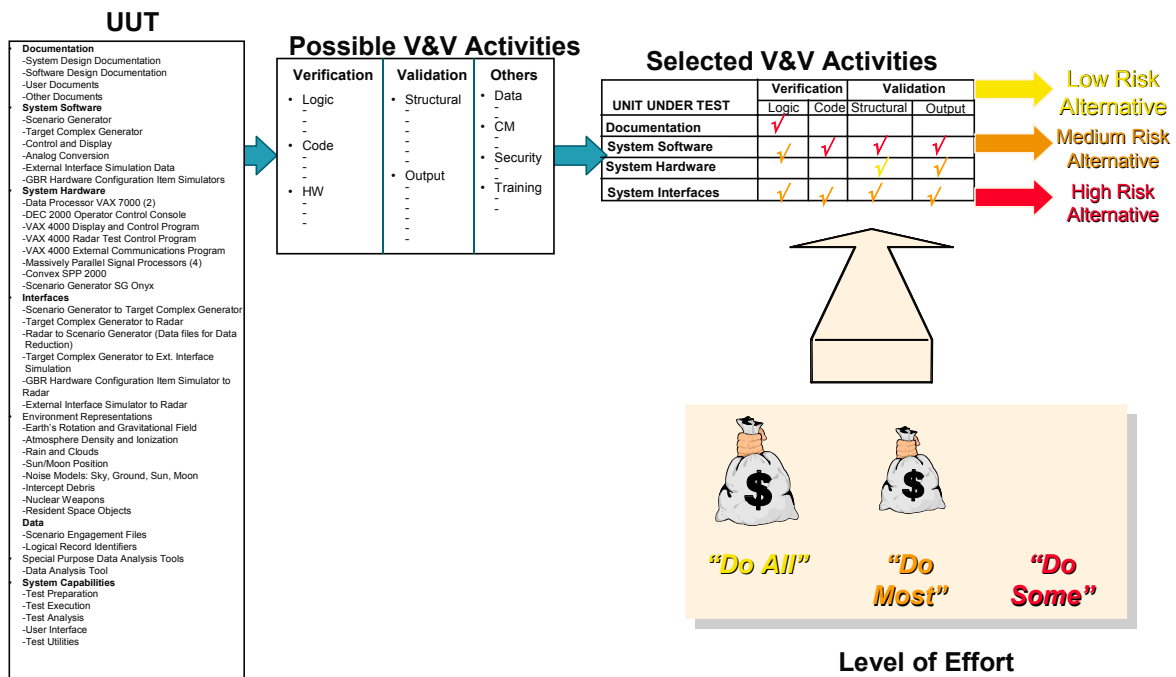 UUT
• Documentation
-System Design Documentation
-Software Design Documentation
-User Documents
-Other Documents
• System Software
-Scenario Generator
-Target Complex Generator
-Control and Display
-Analog Conversion
-External Interface Simulation Data
-GBR Hardware Configuration Item Simulators
• System Hardware
-Data Processor VAX 7000 (2)
-DEC 2000 Operator Control Console
-VAX 4000 Display and Control Program
-VAX 4000 Radar Test Control Program
-VAX 4000 External Communications Program
-Massively Parallel Signal Processors (4)
-Convex SPP 2000
-Scenario Generator SG Onyx
• Interfaces
-Scenario Generator to Target Complex Generator
-Target Complex Generator to Radar
-Radar to Scenario Generator (Data files for Data
Reduction)
-Target Complex Generator to Ext. Interface
Simulation
-GBR Hardware Configuration Item Simulator to
Radar
-External Interface Simulator to Radar
• Environment Representations
-Earth's Rotation and Gravitational Field
-Atmosphere Density and Ionization
-Rain and Clouds
-Sun/Moon Position
-Noise Models: Sky, Ground, Sun, Moon
-Intercept Debris
-Nuclear Weapons
-Resident Space Objects
Data
-Scenario Engagement Files
-Logical Record Identifiers
• Special Purpose Data Analysis Tools
-Data Analysis Tool
• System Capabilities
-Test Preparation
-Test Execution
-Test Analysis
-User Interface
-Test Utilities
Possible V&V Activities
Verification Validation Others
• Logic
-
-
-
• Code
-
-
-
• HW
-
-
-
• Structural
-
-
-
-
-
• Output
-
-
-
-
-
• Data
-
• CM
-
• Security
-
• Training
-
-
Selected V&V Activities
Verification Validation
UNIT UNDER TEST Logic Code Structural Output
Documentation √
System Software √ √ √ √
System Hardware √ √
System Interfaces √ √ √ √
Low Risk
Alternative
Medium Risk
Alternative
High Risk
Alternative
$ $
"Do All"
"Do
Most"
"Do
Some"
Level of Effort